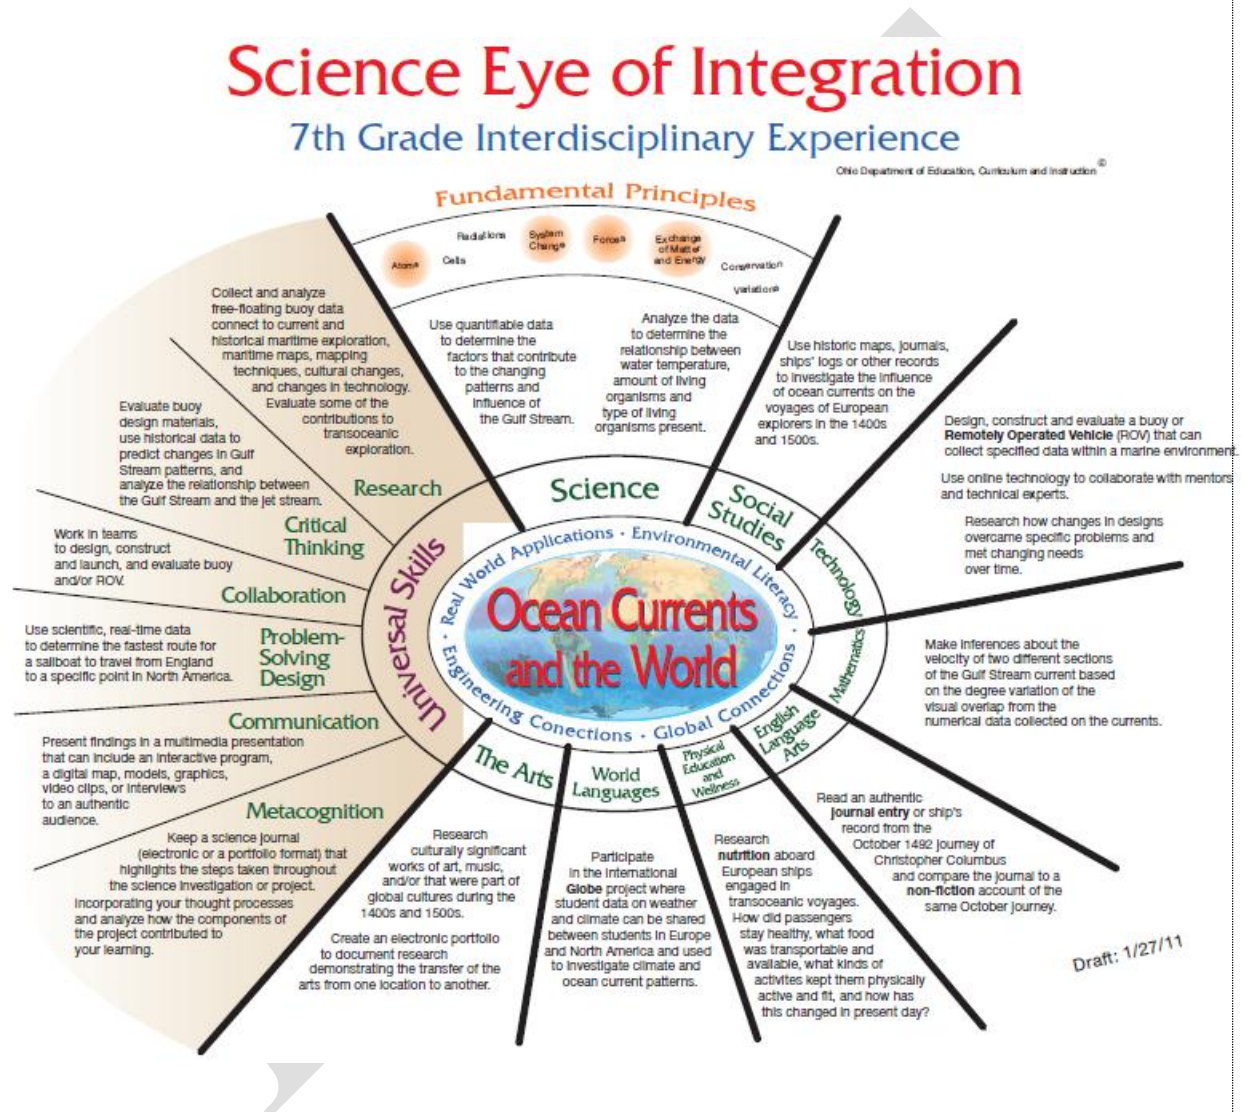 Science Eye of Integration
7th Grade Interdisciplinary Experience
©
Ohio Department of Education, Curriculum and Instruction
Fundamental Principles
Atoms
Radiations
Cells
System
Change
Forces
Exchange
of Matter
and Energy
Conservation
Variations
Science
Use quantifiable data
to determine the
factors that contribute
to the changing
patterns and
influence of
the Gulf Stream.
Analyze the data
to determine the
relationship between
water temperature,
amount of living
organisms and
type of living
organisms present.
Social
Studies
Use historic maps, journals,
ships' logs or other records
to investigate the influence
of ocean currents on the
voyages of European
explorers in the 1400s
and 1500s.
Technology
Design, construct and evaluate a buoy or
Remotely Operated Vehicle (ROV) that can
collect specified data within a marine environment.
Use online technology to collaborate with mentors
and technical experts.
Research how changes in designs
overcame specific problems and
met changing needs
over time.
Mathematics
Make inferences about the
velocity of two different sections
of the Gulf Stream current based
on the degree variation of the
visual overlap from the
numerical data collected on the currents.
English
Language
Arts
Read an authentic
journal entry or ship's
record from the
October 1492 journey of
Christopher Columbus
and compare the journal to a
non-fiction account of the
same October journey.
Physical
Education
and
Wellness
Research
nutrition aboard
European ships
engaged in
transoceanic voyages.
How did passengers
stay healthy, what food
was transportable and
available, what kinds of
activites kept them physically
active and fit, and how has
this changed in present day?
World
Languages
Participate
in the International
Globe project where
student data on weather
and climate can be shared
between students in Europe
and North America and used
to investigate climate and
ocean current patterns.
The Arts
Research
culturally significant
works of art, music,
and/or that were part of
global cultures during the
1400s and 1500s.
Create an electronic portfolio
to document research
demonstrating the transfer of the
arts from one location to another.
Universal Skills
Research
Collect and analyze
free-floating buoy data
connect to current and
historical maritime exploration,
maritime maps, mapping
techniques, cultural changes,
and changes in technology.
Evaluate some of the
contributions to
transoceanic
exploration.
Critical
Thinking
Evaluate buoy
design materials,
use historical data to
predict changes in Gulf
Stream patterns, and
analyze the relationship between
the Gulf Stream and the jet stream.
Collaboration
Work in teams
to design, construct
and launch, and evaluate buoy
and/or ROV.
Problem-
Solving
Design
Use scientific, real-time data
to determine the fastest route for
a sailboat to travel from England
to a specific point in North America.
Communication
Present findings in a multimedia presentation
that can include an interactive program,
a digital map, models, graphics,
video clips, or interviews
to an authentic
audience.
Metacognition
Keep a science journal
(electronic or a portfolio format) that
highlights the steps taken throughout
the science investigation or project.
Incorporating your thought processes
and analyze how the components of
the project contributed to
your learning.
· Real World Applications · Environmental Literacy ·
Engineering Conections · Global Connections
Ocean Currents
and the World
Draft: 1/27/11